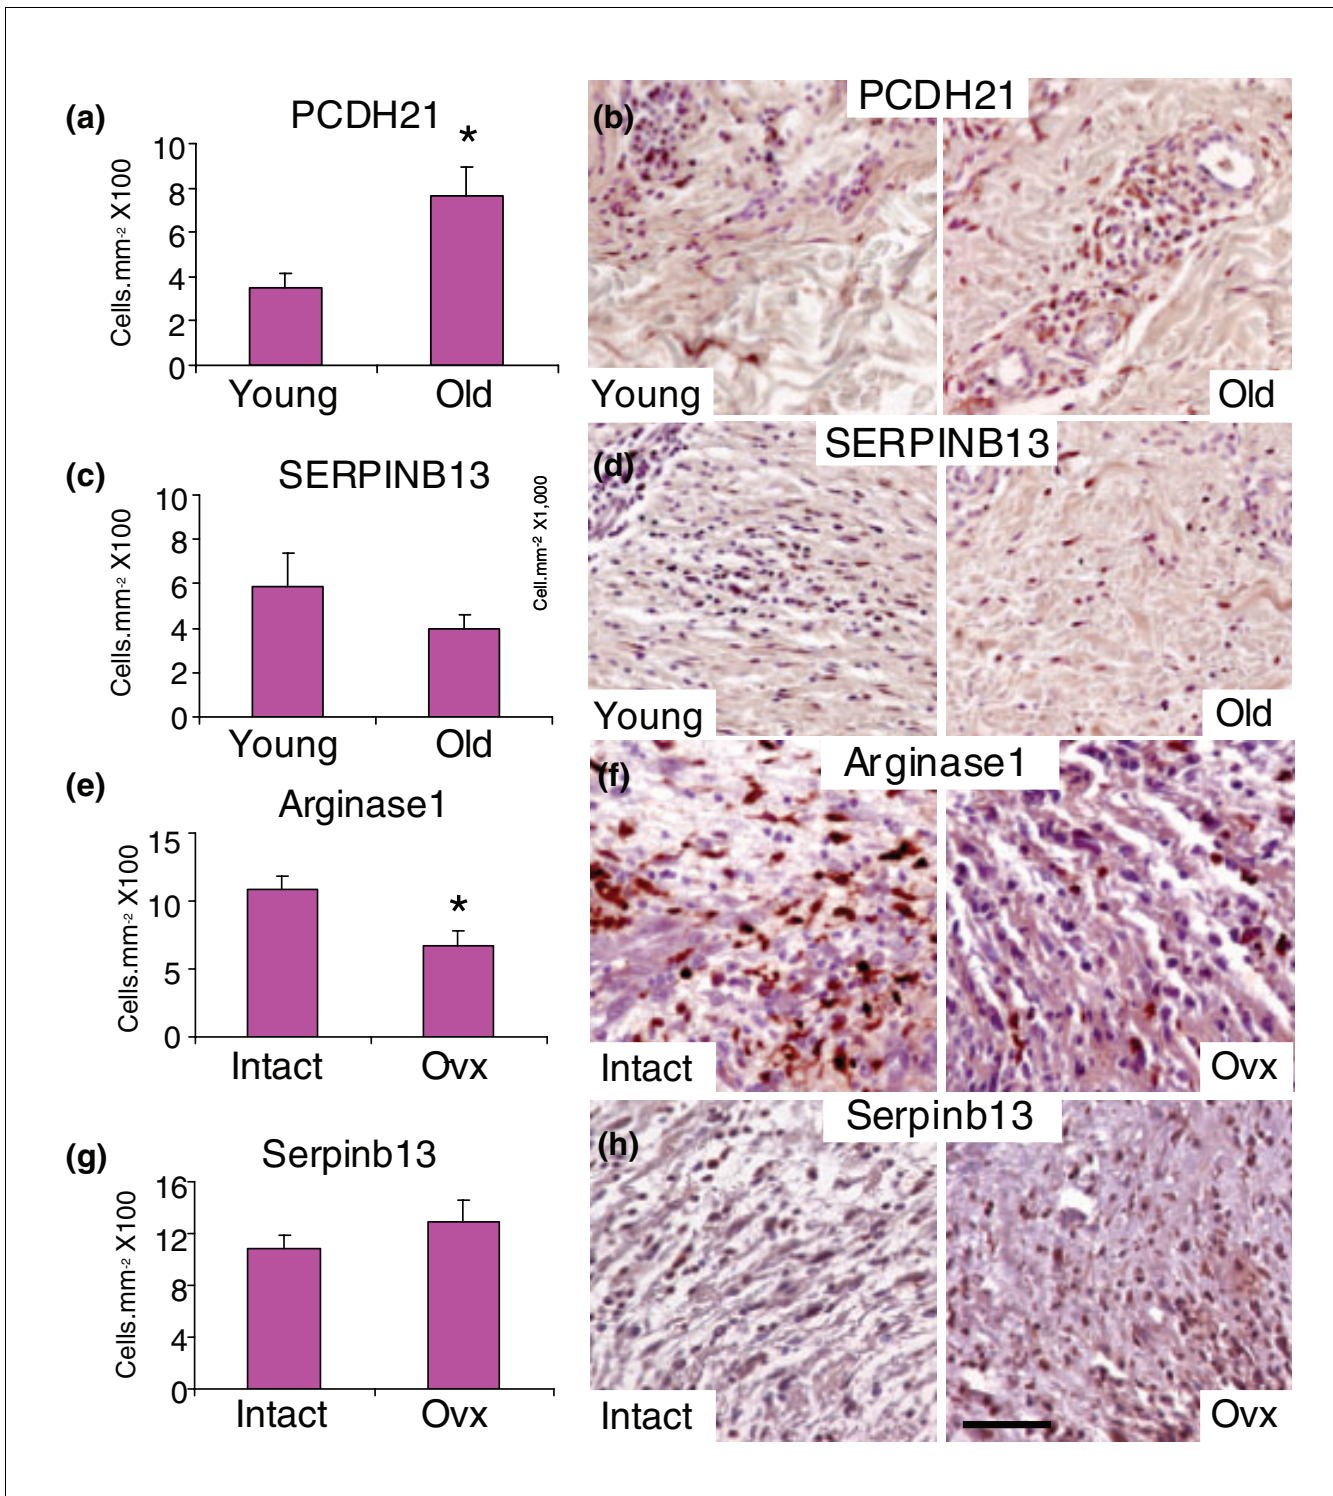 (a)
PCDH21
*
Cells.mm-2 X100
10
8
6
4
2
0
Young
Old
(b)
PCDH21
Young
Old
(c)
SERPINB13
Cells.mm-2 X100
10
8
6
4
2
0
Young
Old
Cell.mm-2 X1,000
(d)
SERPINB13
Young
Old
(e)
Arginase1
*
Cells.mm-2 X100
15
10
5
0
Intact
Ovx
(f)
Arginase1
Intact
Ovx
(g)
Serpinb13
Cells.mm-2 X100
16
12
8
4
0
Intact
Ovx
(h)
Serpinb13
Intact
Ovx